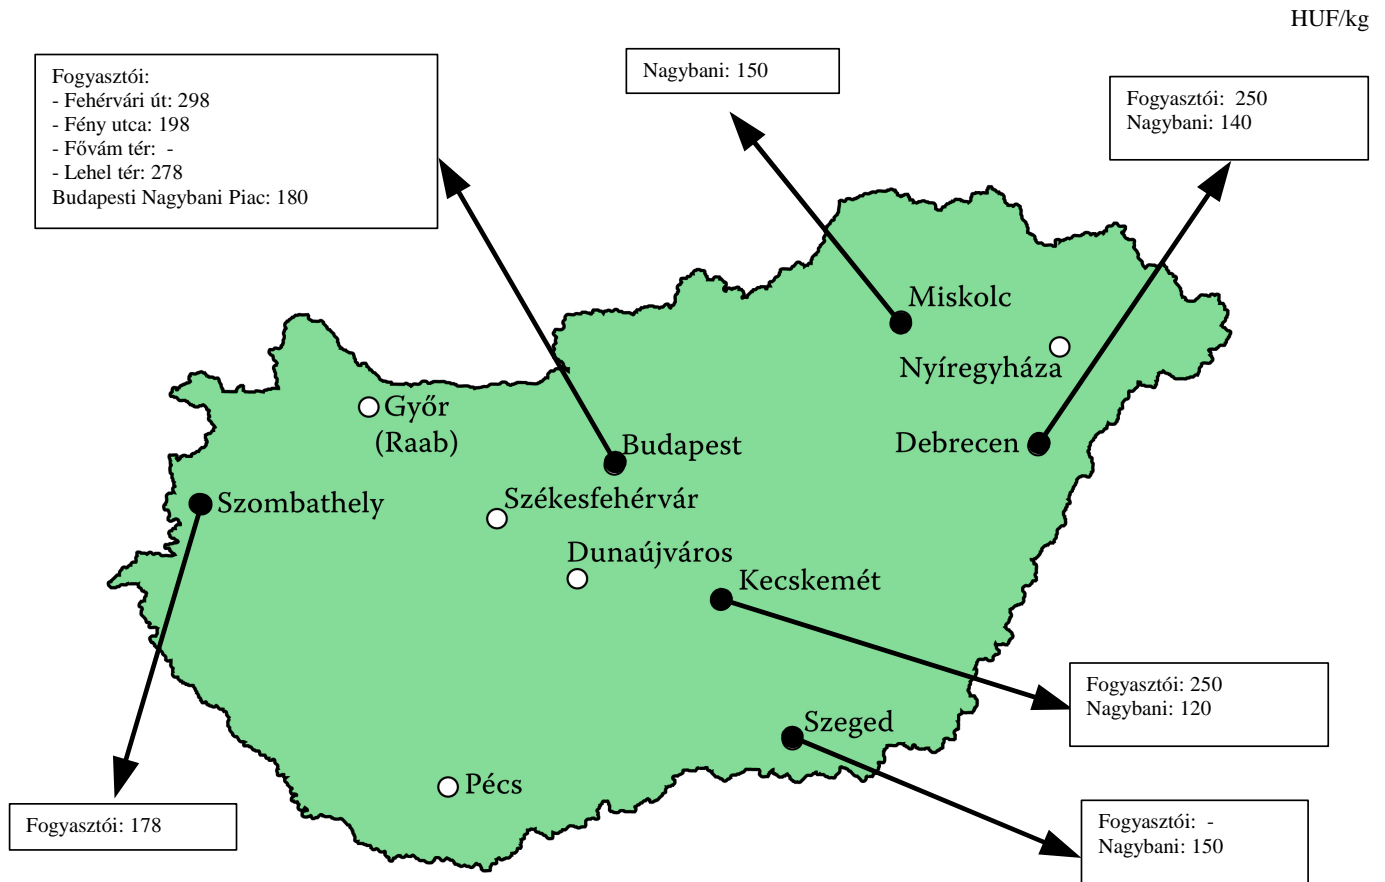 HUF/kg
Fogyasztói:
- Fehérvári út: 298
- Fény utca: 198
- Fővám tér:  -
- Lehel tér: 278
Budapesti Nagybani Piac: 180
Nagybani: 150
Fogyasztói:  250
Nagybani: 140
Miskolc
Nyíregyháza
Győr
(Raab)
Budapest
Debrecen
Szombathely
Székesfehérvár
Dunaújváros
Kecskemét
Fogyasztói: 250
Nagybani: 120
Szeged
Pécs
Fogyasztói: 178
Fogyasztói:  -
Nagybani: 150